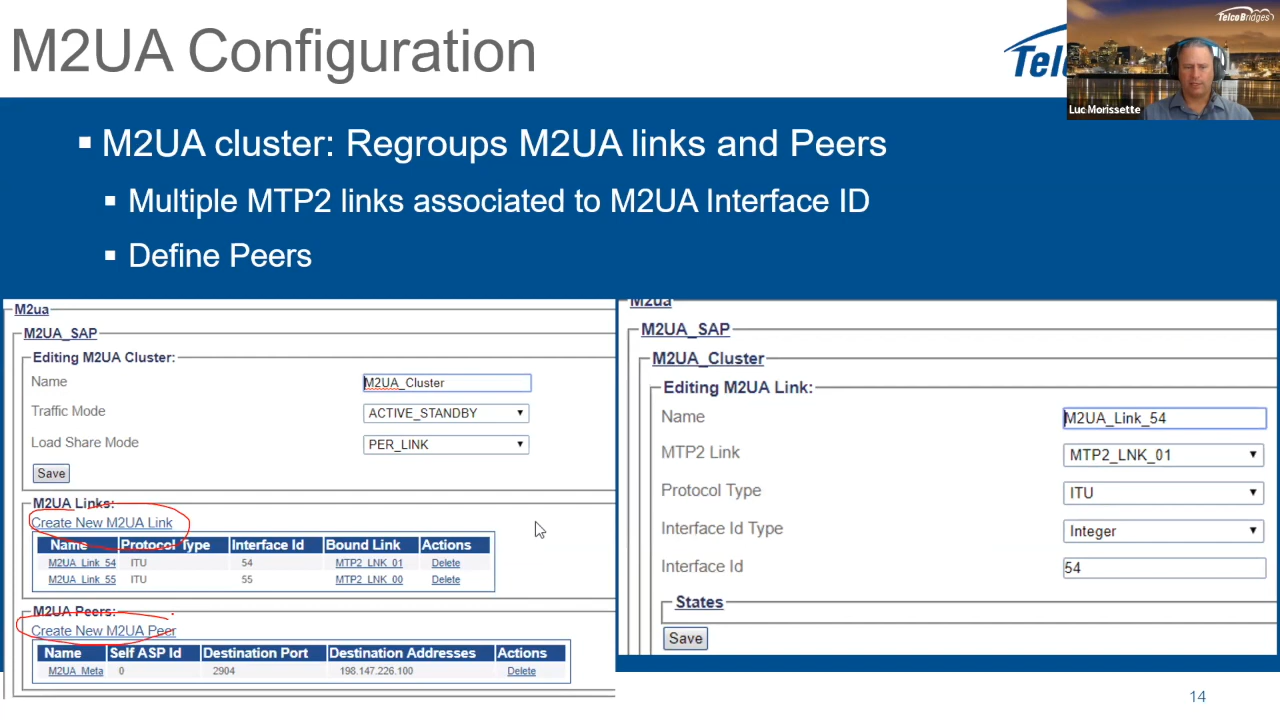 M2UA Configuration
TelcoBridges
Tel
Luc Morissette
▪ M2UA cluster: Regroups M2UA links and Peers
▪ Multiple MTP2 links associated to M2UA Interface ID
▪ Define Peers
M2ua
M2UA_SAP
Editing M2UA Cluster:
Name M2UA_Cluster
Traffic Mode ACTIVE_STANDBY
Load Share Mode PER_LINK
Save
M2UA Links:
Create New M2UA Link
Name Protocol Type Interface Id Bound Link Actions
M2UA_Link_54 ITU 54 MTP2_LNK_01 Delete
M2UA_Link_55 ITU 55 MTP2_LNK_00 Delete
M2UA Peers:
Create New M2UA Peer
Name Self ASP Id Destination Port Destination Addresses Actions
M2UA_Meta 0 2904 198.147.226.100 Delete
M2ua
M2UA_SAP
M2UA_Cluster
Editing M2UA Link:
Name M2UA_Link_54
MTP2 Link MTP2_LNK_01
Protocol Type ITU
Interface Id Type Integer
Interface Id 54
States
Save
14